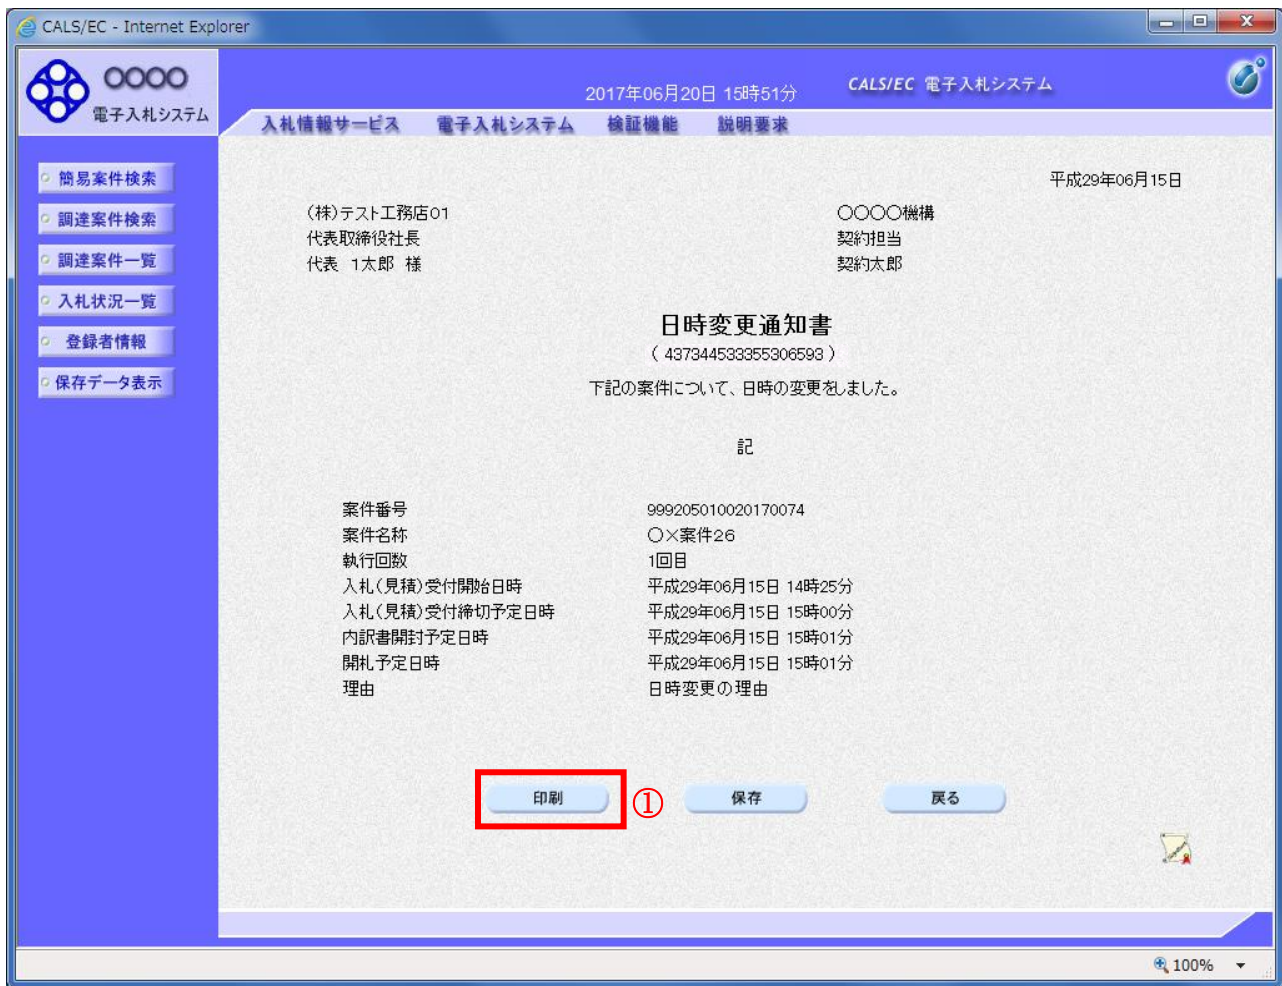 CALS/EC - Internet Explorer
〇〇〇〇
電子入札システム
2017年06月20日 15時51分
CALS/EC 電子入札システム
入札情報サービス 電子入札システム 検証機能 説明要求
簡易案件検索
調達案件検索
調達案件一覧
入札状況一覧
登録者情報
保存データ表示
平成29年06月15日
(株)テスト工務店01
〇〇〇〇機構
代表取締役社長
契約担当
代表 1太郎 様
契約太郎
日時変更通知書
( 437344533355306593 )
下記の案件について、日時の変更をしました。
記
案件番号 999205010020170074
案件名称 〇×案件26
執行回数 1回目
入札(見積)受付開始日時 平成29年06月15日 14時25分
入札(見積)受付締切予定日時 平成29年06月15日 15時00分
内訳書開封予定日時 平成29年06月15日 15時01分
開札予定日時 平成29年06月15日 15時01分
理由 日時変更の理由
印刷 ① 保存 戻る
100%